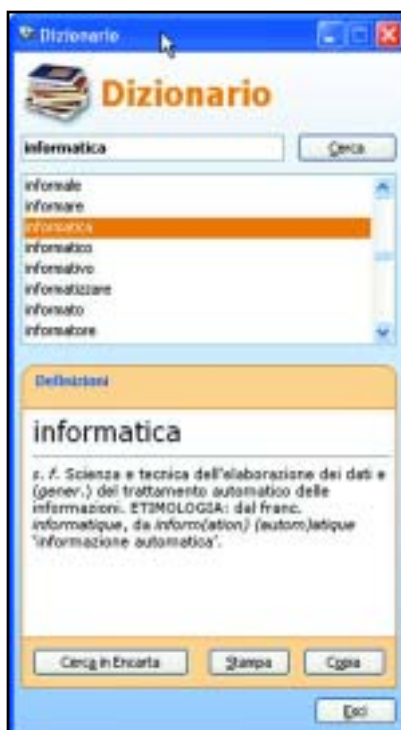 Dizionario
Dizionario
informatica
Cerca
informale
informare
informatica
informatico
informativo
informatizzare
informato
informatore
Definizioni
informatica
s. f. Scienza e tecnica dell'elaborazione dei dati e
(gener.) del trattamento automatico delle
informazioni. ETIMOLOGIA: dal franc.
informatique, da inform(ation) (autom)atique
'informazione automatica'.
Cerca in Encarta
Stampa
Copia
Esci